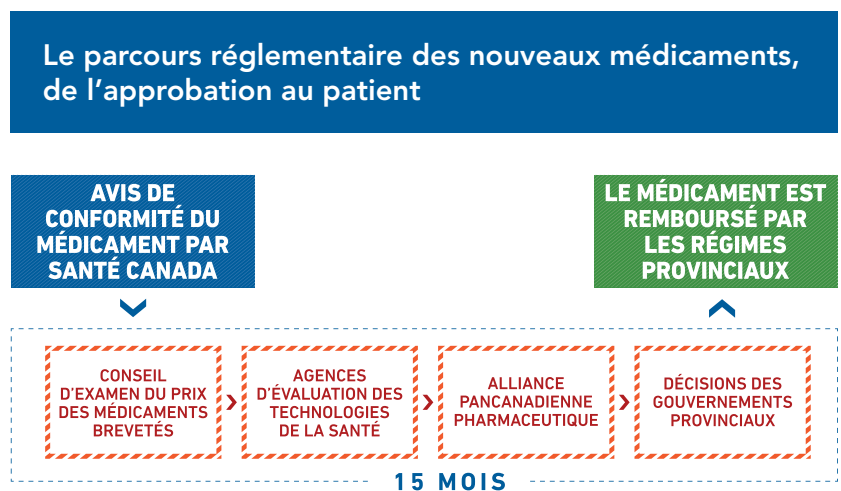 Le parcours réglementaire des nouveaux médicaments,
de l’approbation au patient
AVIS DE
CONFORMITÉ DU
MÉDICAMENT PAR
SANTÉ CANADA
LE MÉDICAMENT EST
REMBOURSÉ PAR
LES RÉGIMES
PROVINCIAUX
CONSEIL
D’EXAMEN DU PRIX
DES MÉDICAMENTS
BREVETÉS
AGENCES
D’ÉVALUATION DES
TECHNOLOGIES
DE LA SANTÉ
ALLIANCE
PANCANADIENNE
PHARMACEUTIQUE
DÉCISIONS DES
GOUVERNEMENTS
PROVINCIAUX
15 MOIS